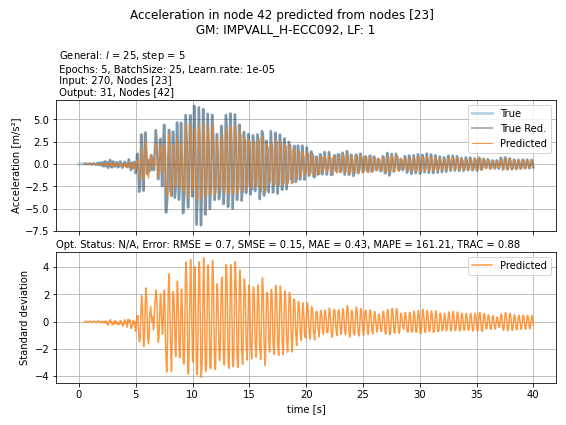 Acceleration in node 42 predicted from nodes [23]
GM: IMPVALL_H-ECC092, LF: 1
General: l = 25, step = 5
Epochs: 5, BatchSize: 25, Learn.rate: 1e-05
Input: 270, Nodes [23]
Output: 31, Nodes [42]
Acceleration [m/s²]
5.0
2.5
0.0
−2.5
−5.0
−7.5
True
True Red.
Predicted
Opt. Status: N/A, Error: RMSE = 0.7, SMSE = 0.15, MAE = 0.43, MAPE = 161.21, TRAC = 0.88
Standard deviation
4
2
0
−2
−4
Predicted
0 5 10 15 20 25 30 35 40
time [s]